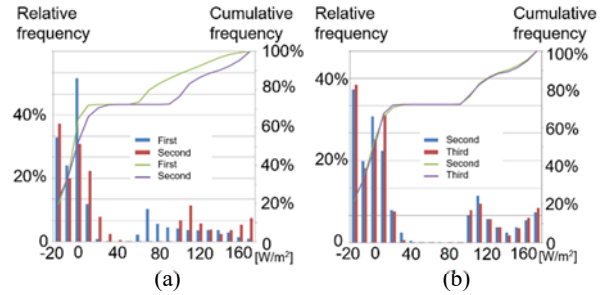 Relative frequency
Cumulative frequency
40%
20%
0
100%
80%
60%
40%
20%
0
-20 0 40 80 120 160 [W/m²]
First
Second
First
Second
(a)
Relative frequency
Cumulative frequency
40%
20%
0
100%
80%
60%
40%
20%
0
-20 0 40 80 120 160 [W/m²]
Second
Third
Second
Third
(b)